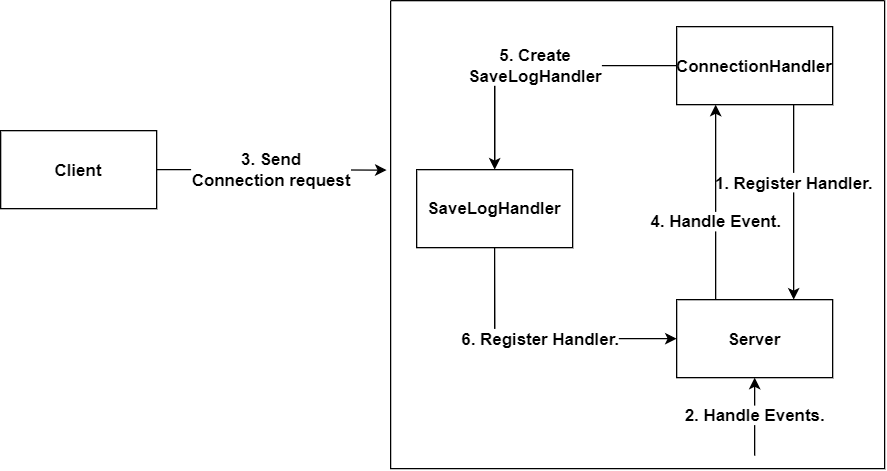 5. Create
SaveLogHandler
ConnectionHandler
Client
3. Send
Connection request
1. Register Handler.
SaveLogHandler
4. Handle Event.
6. Register Handler.
Server
2. Handle Events.